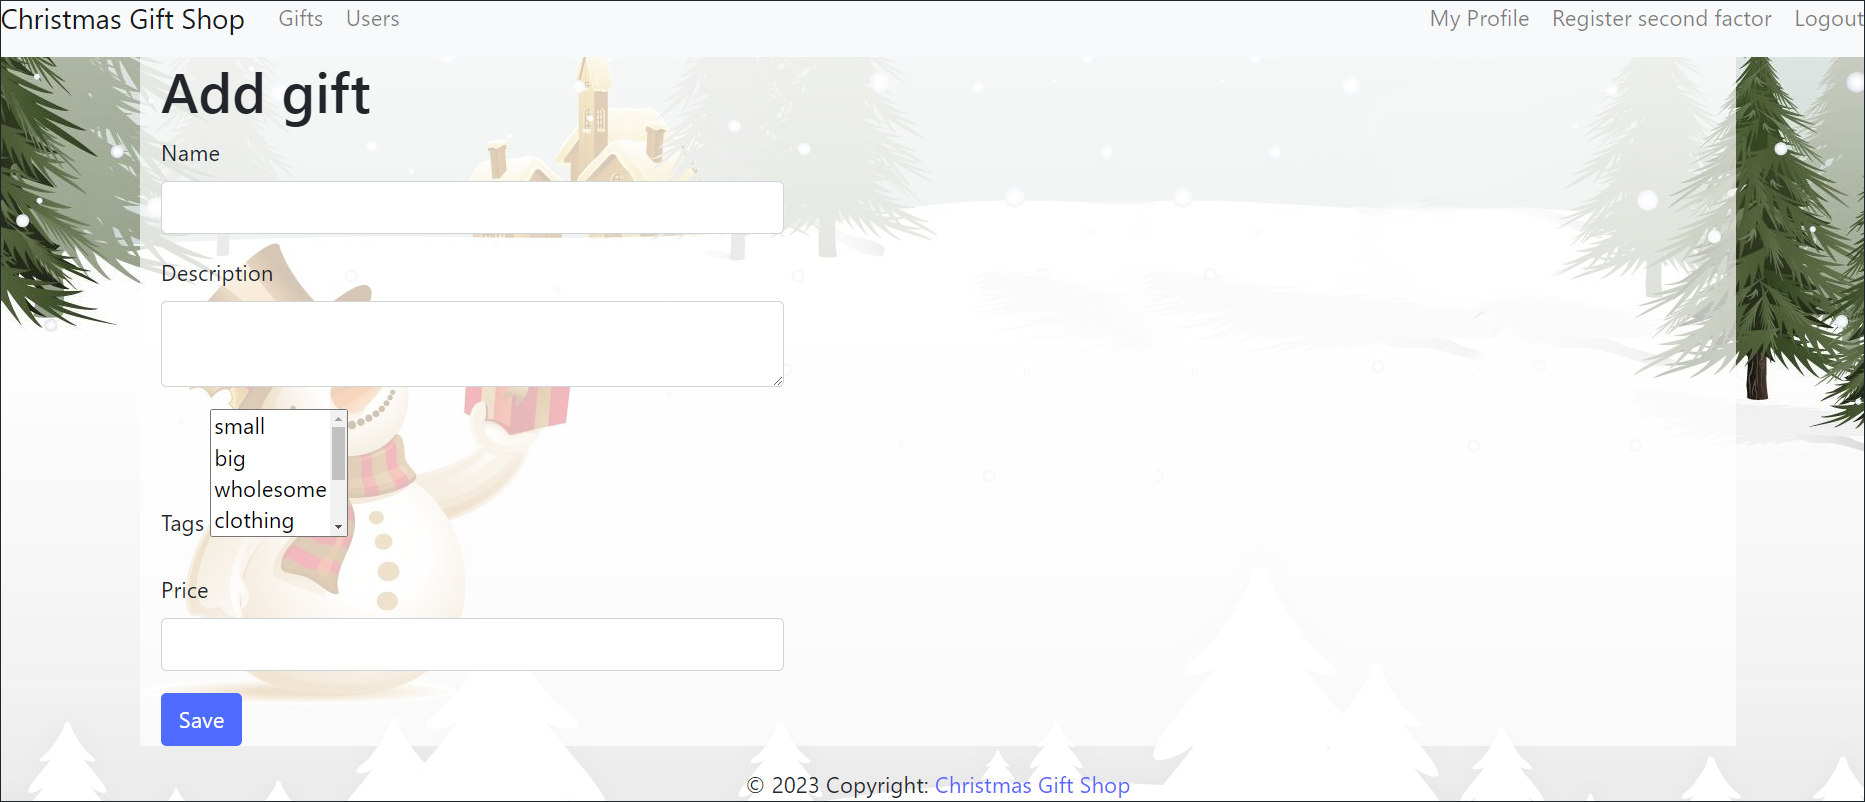 Christmas Gift Shop Gifts Users My Profile Register second factor Logout
Add gift
Name
Description
small
big
wholesome
clothing
Tags
Price
Save
© 2023 Copyright: Christmas Gift Shop